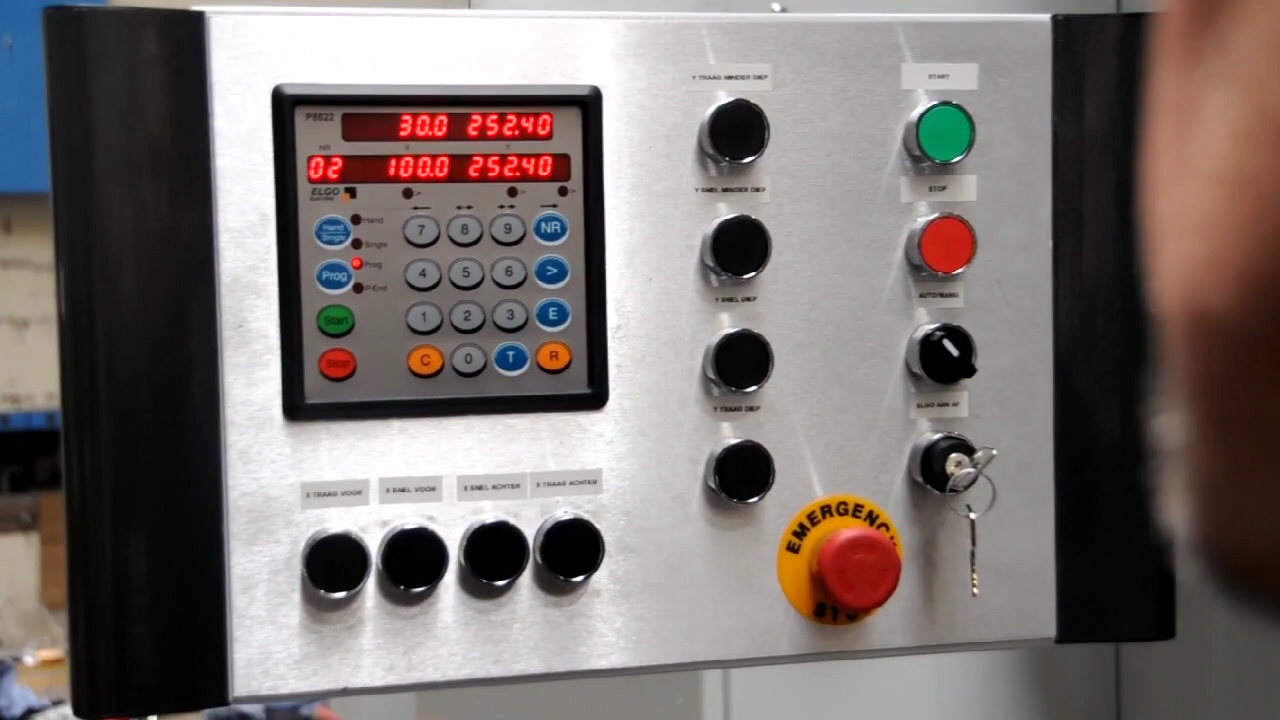 P8822
30.0 252.40
NR X Y
02 100.0 252.40
ELGO
ELECTRIC
Hand
Single
Hand
Single
Prog
Prog
P-End
Start
Stop
7 8 9 NR
4 5 6 >
1 2 3 E
C 0 T R
X TRAAG VOOR
X SNEL VOOR
X SNEL ACHTER
X TRAAG ACHTER
Y TRAAG MINDER DIEP
Y SNEL MINDER DIEP
Y SNEL DIEP
Y TRAAG DIEP
START
STOP
AUTO/MANU
ELGO AAN AF
EMERGENCY